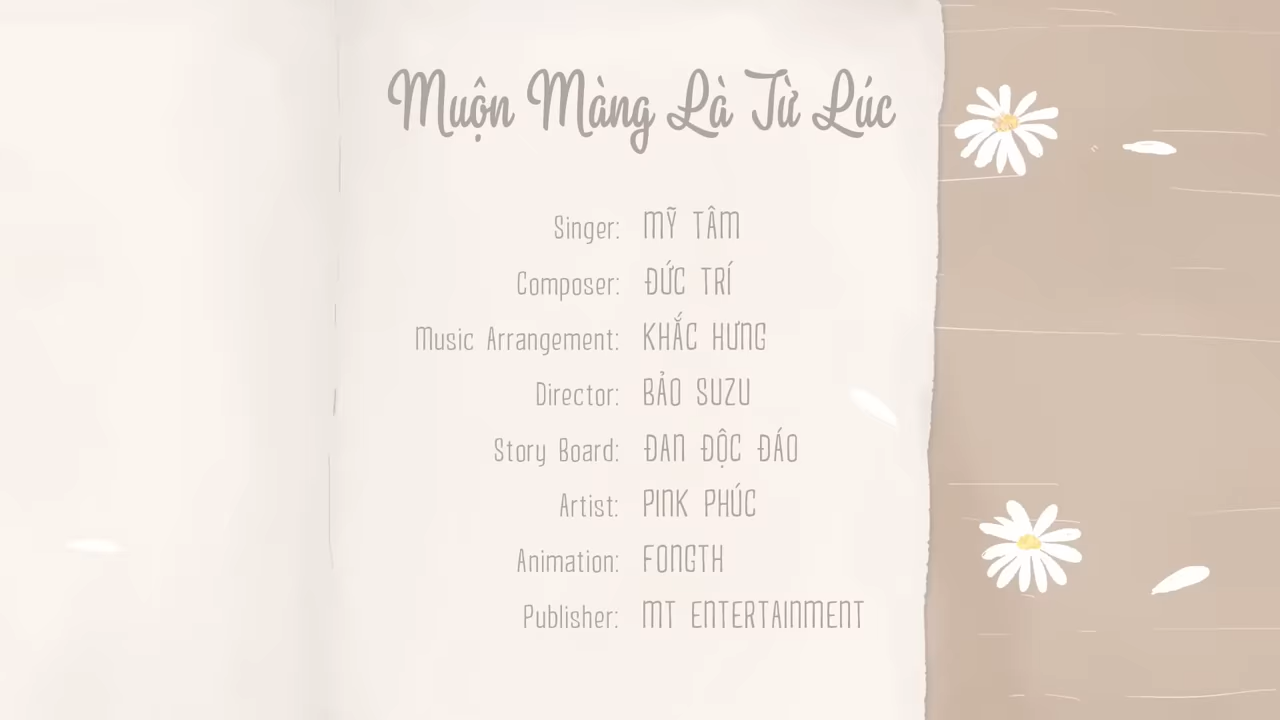 Muộn Màng Là Từ Lúc
Singer: MỸ TÂM
Composer: ĐỨC TRÍ
Music Arrangement: KHẮC HƯNG
Director: BẢO SUZU
Story Board: ĐAN ĐỘC ĐÁO
Artist: PINK PHÚC
Animation: FONGTH
Publisher: MT ENTERTAINMENT